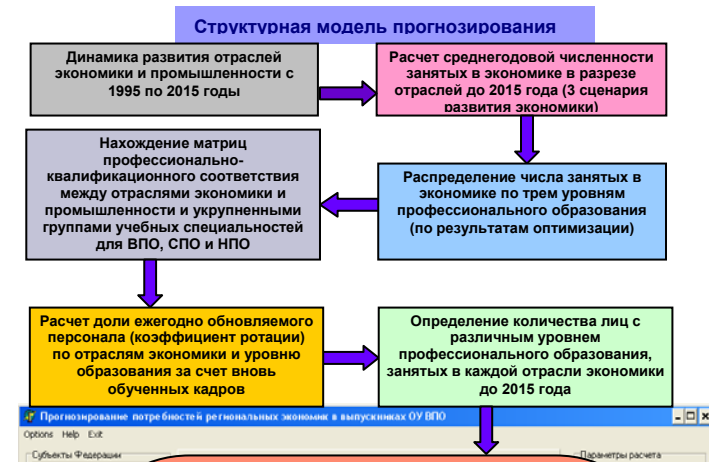 Структурная модель прогнозирования
Динамика развития отраслей
экономики и промышленности с
1995 по 2015 годы
Расчет среднегодовой численности
занятых в экономике в разрезе
отраслей до 2015 года (3 сценария
развития экономики)
Нахождение матриц
профессионально-
квалификационного соответствия
между отраслями экономики и
промышленности и укрупненными
группами учебных специальностей
для ВПО, СПО и НПО
Распределение числа занятых в
экономике по трем уровням
профессионального образования
(по результатам оптимизации)
Расчет доли ежегодно обновляемого
персонала (коэффициент ротации)
по отраслям экономики и уровню
образования за счет вновь
обученных кадров
Определение количества лиц с
различным уровнем
профессионального образования,
занятых в каждой отрасли экономики
до 2015 года
Прогнозирование потребностей региональных экономик в выпускниках ОУ ВПО
Options Help Exit
Субъекты Федерации
Параметры расчета